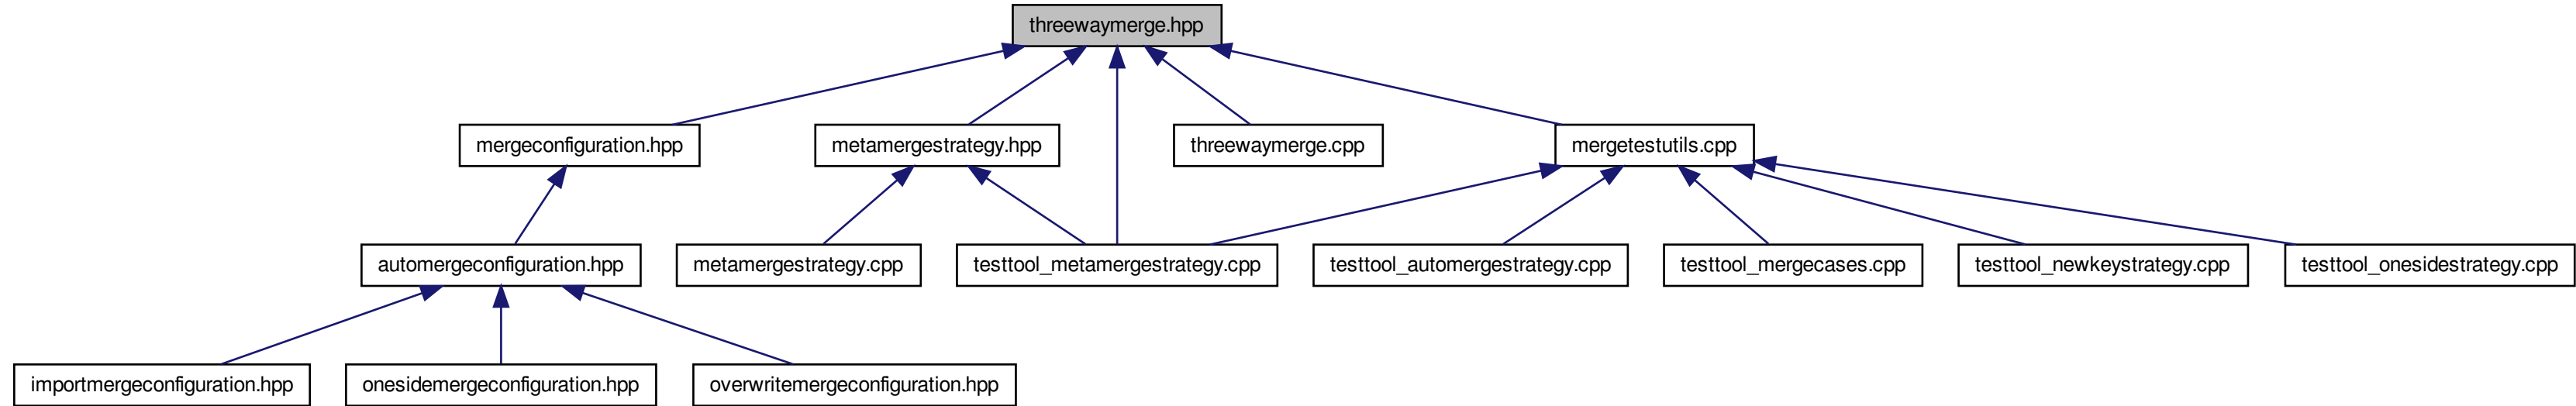 threewaymerge.hpp
mergeconfiguration.hpp
metamergestrategy.hpp
threewaymerge.cpp
mergetestutils.cpp
automergeconfiguration.hpp
metamergestrategy.cpp
testtool_metamergestrategy.cpp
testtool_automergestrategy.cpp
testtool_mergecases.cpp
testtool_newkeystrategy.cpp
testtool_onesidestrategy.cpp
importmergeconfiguration.hpp
onesidemergeconfiguration.hpp
overwritemergeconfiguration.hpp